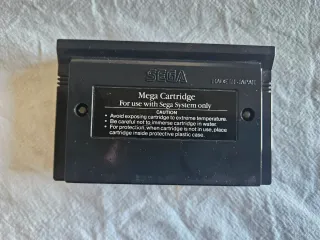 SEGA
MADE IN JAPAN
Mega Cartridge
For use with Sega System only
CAUTION
• Avoid exposing cartridge to extreme temperature.
• Be careful not to immerse cartridge in water.
• For protection, when cartridge is not in use, place
cartridge inside protective plastic case.